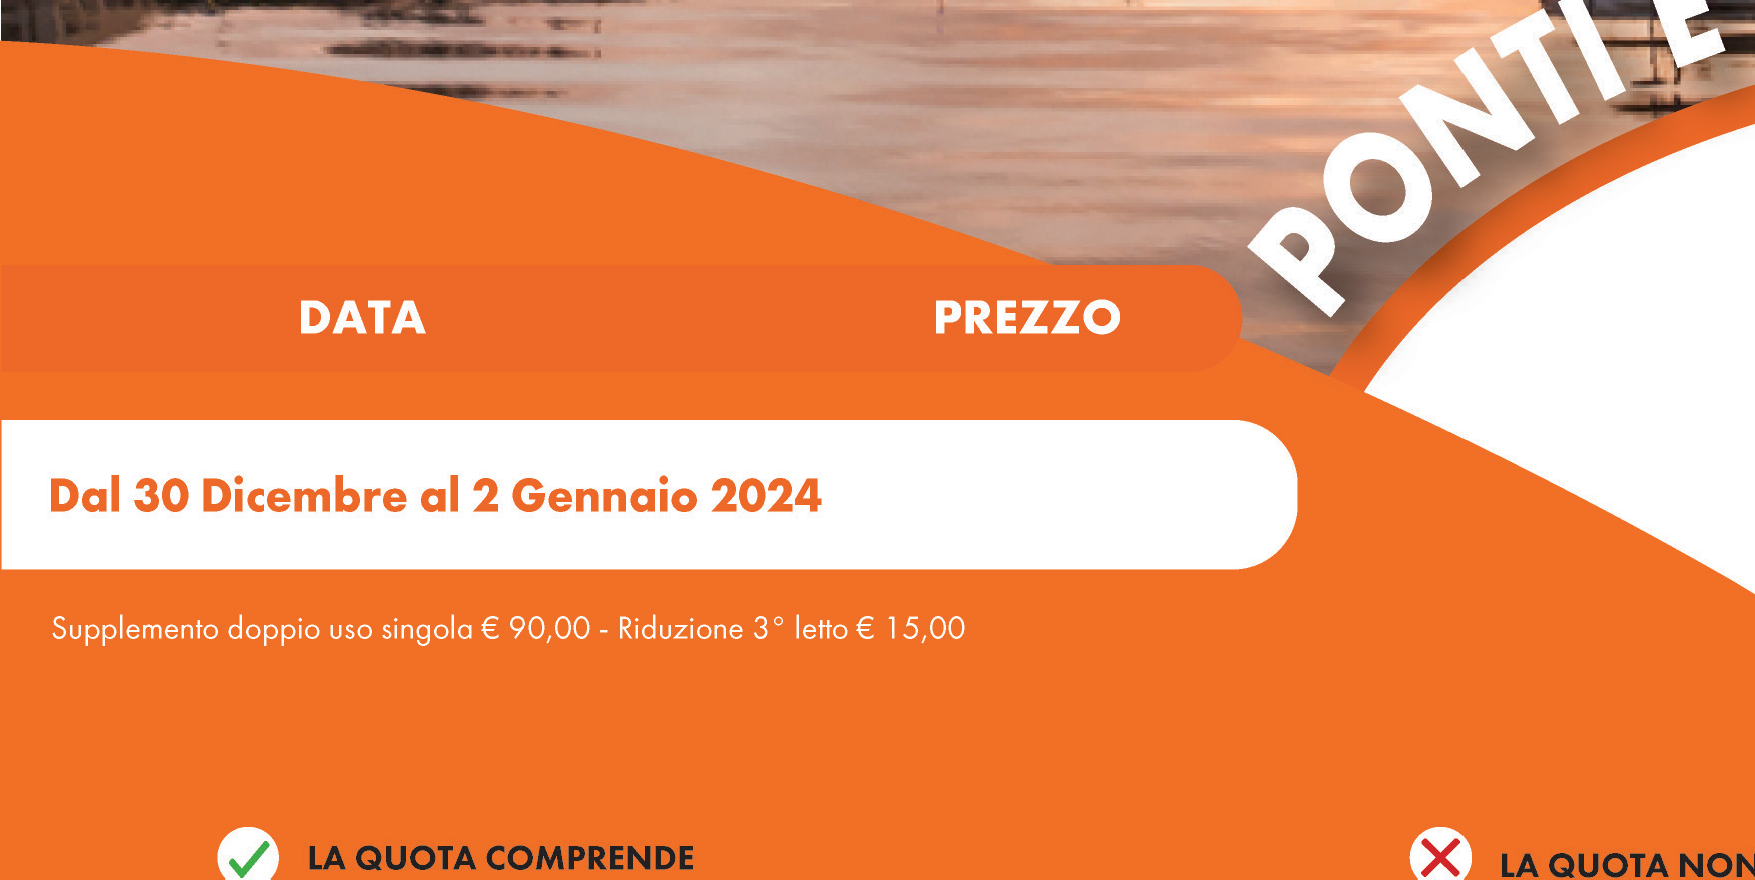 PONTI E
DATA PREZZO
Dal 30 Dicembre al 2 Gennaio 2024
Supplemento doppio uso singola € 90,00 - Riduzione 3° letto € 15,00
LA QUOTA COMPRENDE
LA QUOTA NON